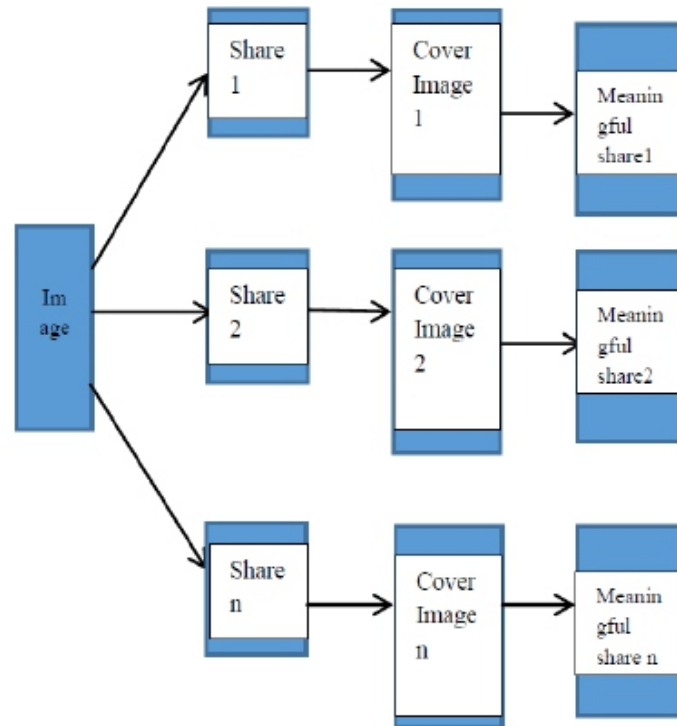 Im
age
Share
1
Cover
Image
1
Meanin
gful
share1
Share
2
Cover
Image
2
Meanin
gful
share2
Share
n
Cover
Image
n
Meanin
gful
share n